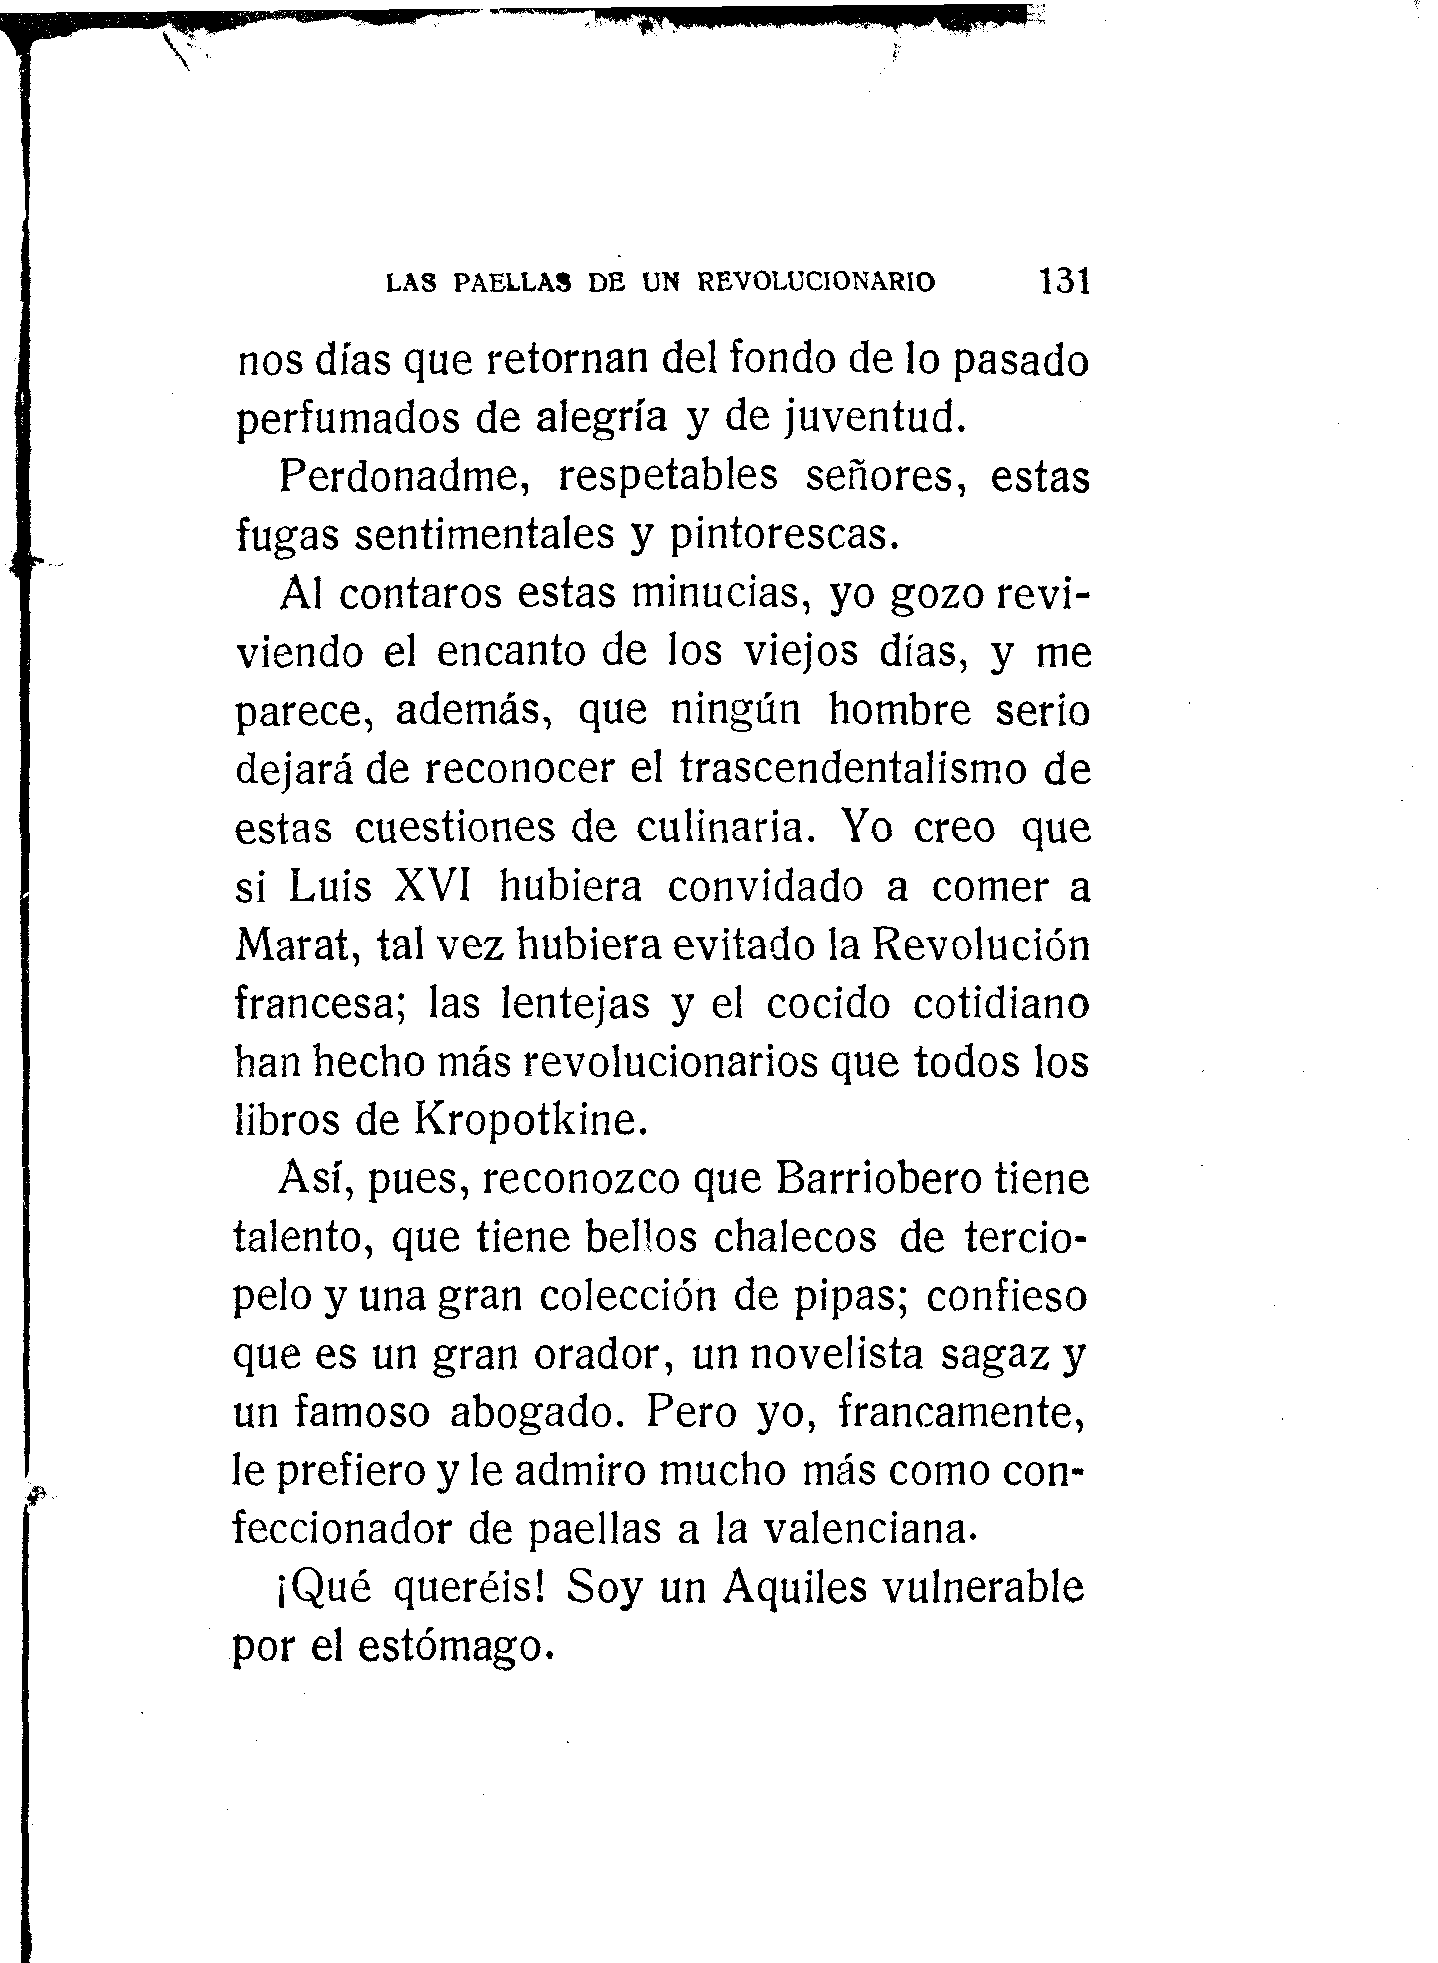 LAS PAELLAS DE UN REVOLUCIONARIO 131
nos días que retornan del fondo de lo pasado
perfumados de alegría y de juventud.
Perdonadme, respetables señores, estas
fugas sentimentales y pintorescas.
Al contaros estas minucias, yo gozo revi-
viendo el encanto de los viejos días, y me
parece, además, que ningún hombre serio
dejará de reconocer el trascendentalismo de
estas cuestiones de culinaria. Yo creo que
si Luis XVI hubiera convidado a comer a
Marat, tal vez hubiera evitado la Revolución
francesa; las lentejas y el cocido cotidiano
han hecho más revolucionarios que todos los
libros de Kropotkine.
Así, pues, reconozco que Barriobero tiene
talento, que tiene bellos chalecos de tercio-
pelo y una gran colección de pipas; confieso
que es un gran orador, un novelista sagaz y
un famoso abogado. Pero yo, francamente,
le prefiero y le admiro mucho más como con-
feccionador de paellas a la valenciana.
¡Qué queréis! Soy un Aquiles vulnerable
por el estómago.